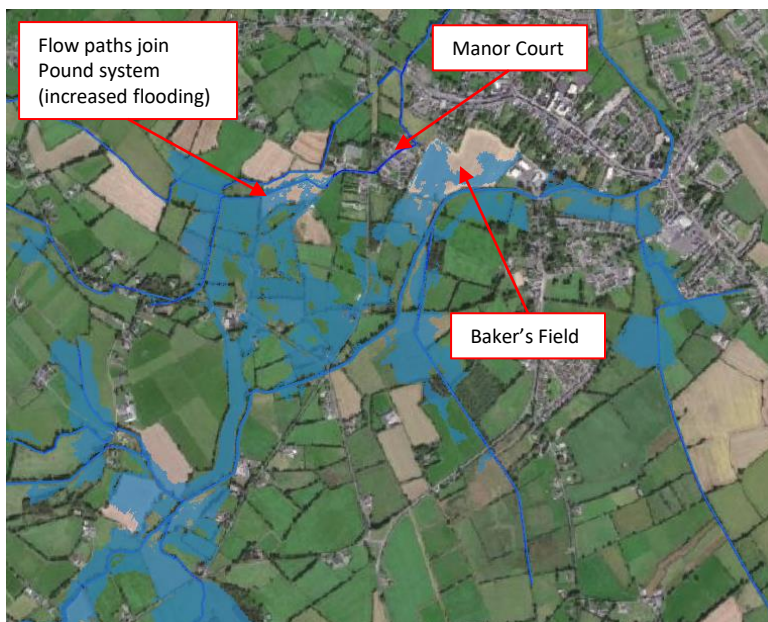 Flow paths join
Pound system
(increased flooding)
Manor Court
Baker’s Field